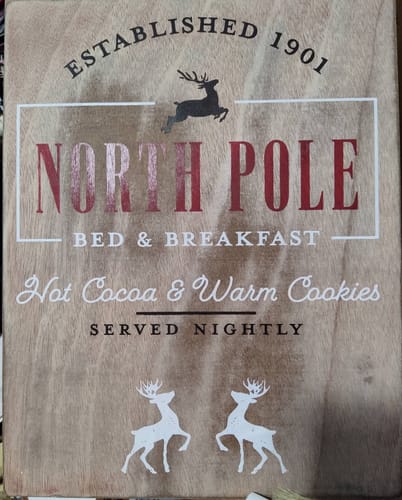 ESTABLISHED 1901
NORTH POLE
BED & BREAKFAST
Hot Cocoa & Warm Cookies
SERVED NIGHTLY